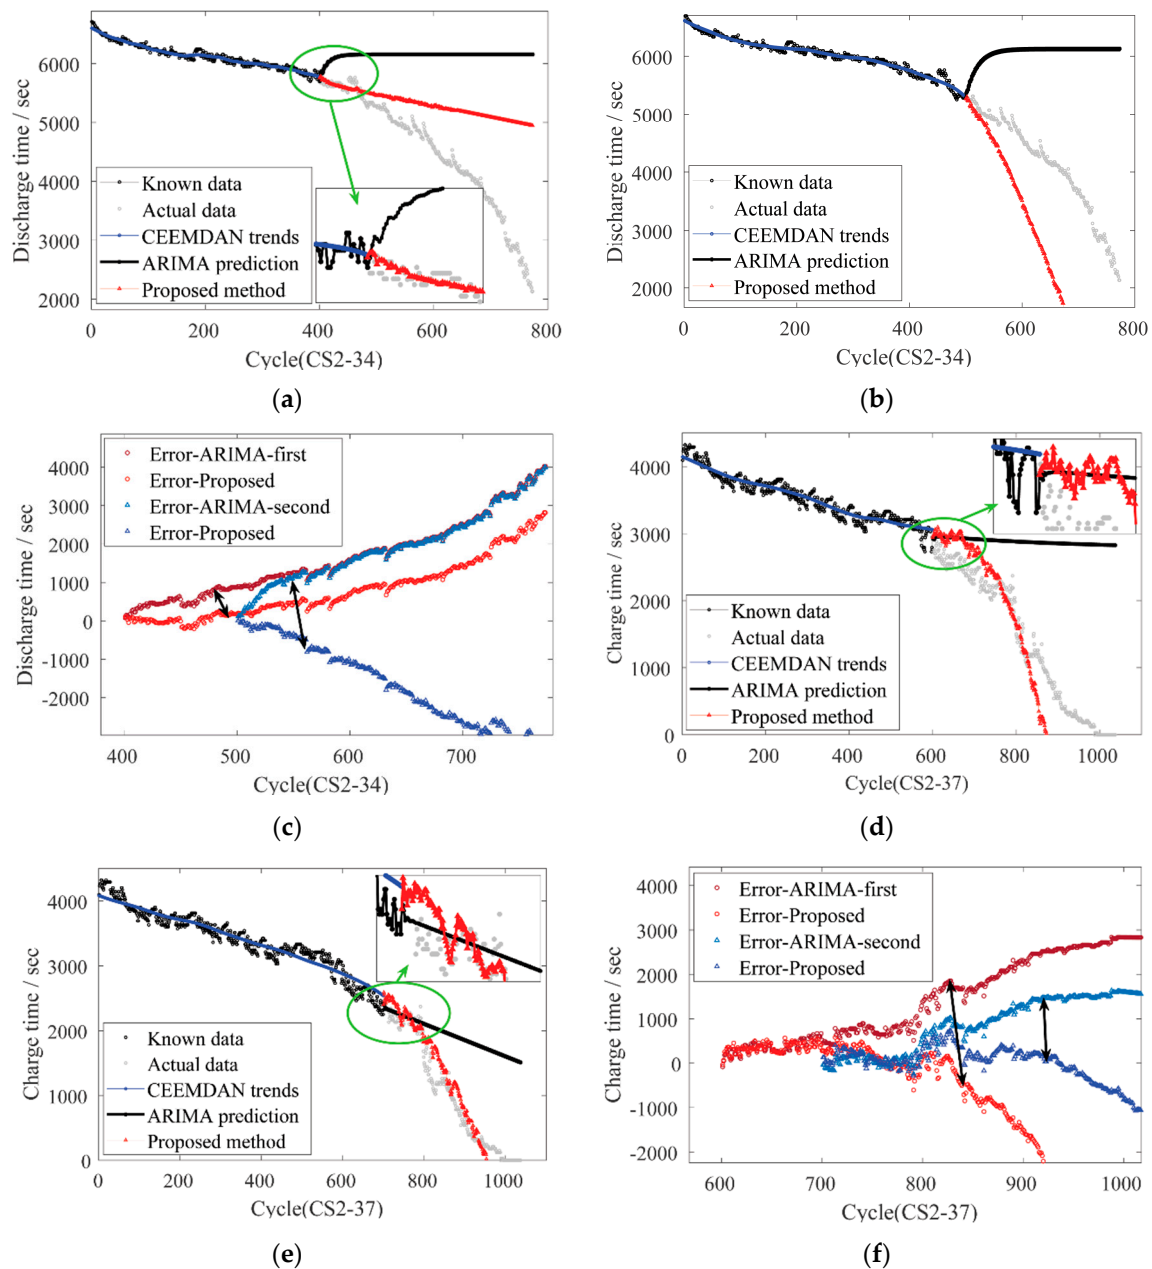 6000
5000
4000
3000
2000
Discharge time / sec
Known data
Actual data
CEEMDAN trends
ARIMA prediction
Proposed method
0
200
400
600
800
Cycle(CS2-34)
(a)
6000
5000
4000
3000
2000
Discharge time / sec
Known data
Actual data
CEEMDAN trends
ARIMA prediction
Proposed method
0
200
400
600
800
Cycle(CS2-34)
(b)
4000
3000
2000
1000
0
-1000
-2000
Discharge time / sec
Error-ARIMA-first
Error-Proposed
Error-ARIMA-second
Error-Proposed
400
500
600
700
Cycle(CS2-34)
(c)
4000
3000
2000
1000
0
Charge time / sec
Known data
Actual data
CEEMDAN trends
ARIMA prediction
Proposed method
0
200
400
600
800
1000
Cycle(CS2-37)
(d)
4000
3000
2000
1000
0
Charge time / sec
Known data
Actual data
CEEMDAN trends
ARIMA prediction
Proposed method
0
200
400
600
800
1000
Cycle(CS2-37)
(e)
4000
3000
2000
1000
0
-1000
-2000
Charge time / sec
Error-ARIMA-first
Error-Proposed
Error-ARIMA-second
Error-Proposed
600
700
800
900
1000
Cycle(CS2-37)
(f)